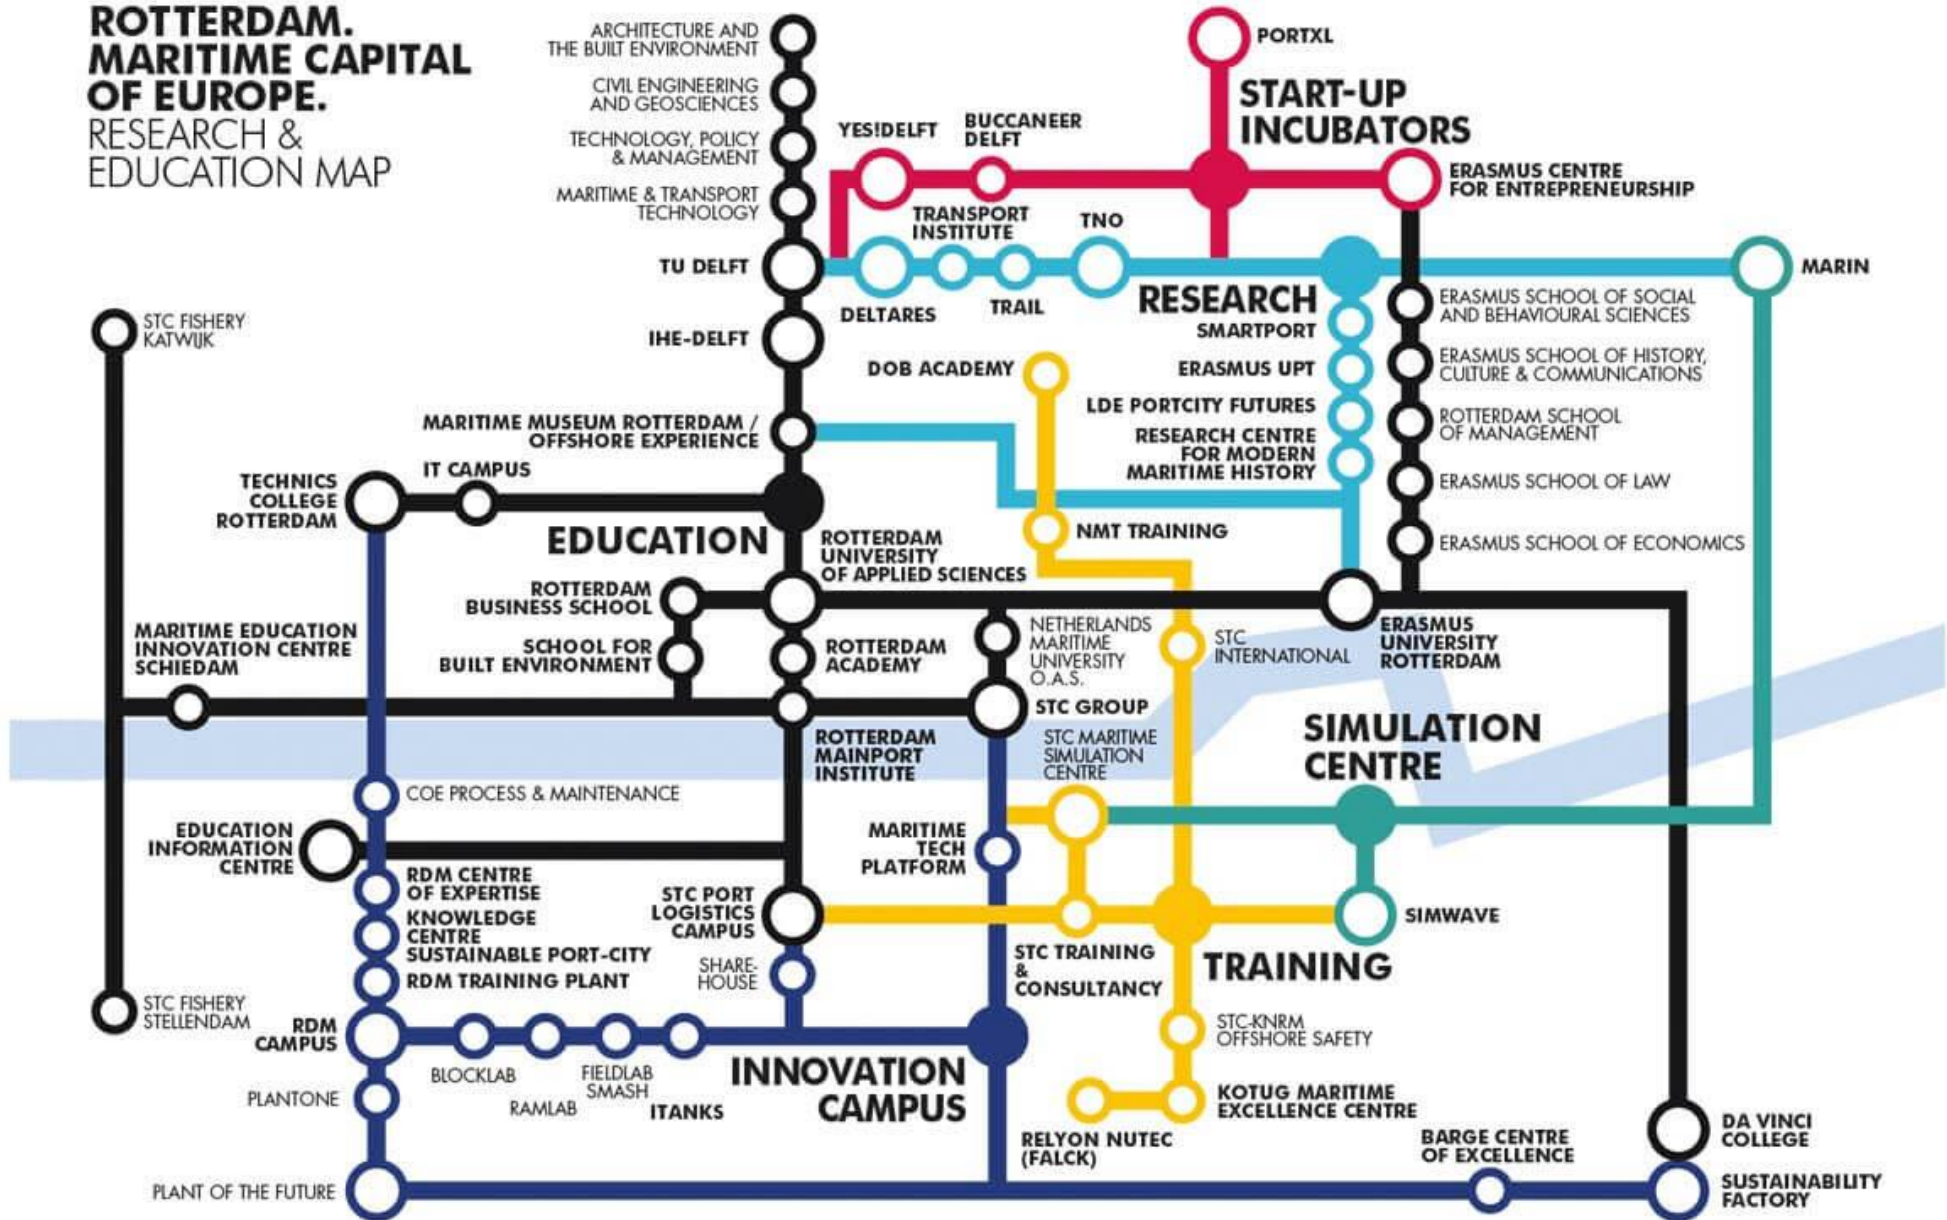 ROTTERDAM.
MARITIME CAPITAL
OF EUROPE.
RESEARCH &
EDUCATION MAP
ARCHITECTURE AND
THE BUILT ENVIRONMENT
CIVIL ENGINEERING
AND GEOSCIENCES
TECHNOLOGY, POLICY
& MANAGEMENT
MARITIME & TRANSPORT
TECHNOLOGY
TU DELFT
IHE-DELFT
MARITIME MUSEUM ROTTERDAM /
OFFSHORE EXPERIENCE
PORTXL
START-UP
INCUBATORS
YES!DELFT
BUCCANEER
DELFT
ERASMUS CENTRE
FOR ENTREPRENEURSHIP
TRANSPORT
INSTITUTE
TNO
DELTARES
TRAIL
RESEARCH
MARIN
SMARTPORT
ERASMUS UPT
LDE PORTCITY FUTURES
RESEARCH CENTRE
FOR MODERN
MARITIME HISTORY
ERASMUS SCHOOL OF SOCIAL
AND BEHAVIOURAL SCIENCES
ERASMUS SCHOOL OF HISTORY,
CULTURE & COMMUNICATIONS
ROTTERDAM SCHOOL
OF MANAGEMENT
ERASMUS SCHOOL OF LAW
ERASMUS SCHOOL OF ECONOMICS
DOB ACADEMY
NMT TRAINING
STC FISHERY
KATWIJK
TECHNICS
COLLEGE
ROTTERDAM
IT CAMPUS
EDUCATION
ROTTERDAM
UNIVERSITY
OF APPLIED SCIENCES
ROTTERDAM
BUSINESS SCHOOL
SCHOOL FOR
BUILT ENVIRONMENT
ROTTERDAM
ACADEMY
NETHERLANDS
MARITIME
UNIVERSITY
O.A.S.
STC
INTERNATIONAL
ERASMUS
UNIVERSITY
ROTTERDAM
MARITIME EDUCATION
INNOVATION CENTRE
SCHIEDAM
STC GROUP
ROTTERDAM
MAINPORT
INSTITUTE
STC MARITIME
SIMULATION
CENTRE
SIMULATION
CENTRE
COE PROCESS & MAINTENANCE
EDUCATION
INFORMATION
CENTRE
MARITIME
TECH
PLATFORM
RDM CENTRE
OF EXPERTISE
KNOWLEDGE
CENTRE
SUSTAINABLE PORT-CITY
RDM TRAINING PLANT
STC PORT
LOGISTICS
CAMPUS
SIMWAVE
STC TRAINING
&
CONSULTANCY
TRAINING
SHARE-
HOUSE
STC FISHERY
STELLENDAM
RDM
CAMPUS
BLOCKLAB
RAMLAB
FIELDLAB
SMASH
ITANKS
INNOVATION
CAMPUS
STC-KNRM
OFFSHORE SAFETY
KOTUG MARITIME
EXCELLENCE CENTRE
RELYON NUTEC
(FALCK)
PLANTONE
PLANT OF THE FUTURE
BARGE CENTRE
OF EXCELLENCE
DA VINCI
COLLEGE
SUSTAINABILITY
FACTORY